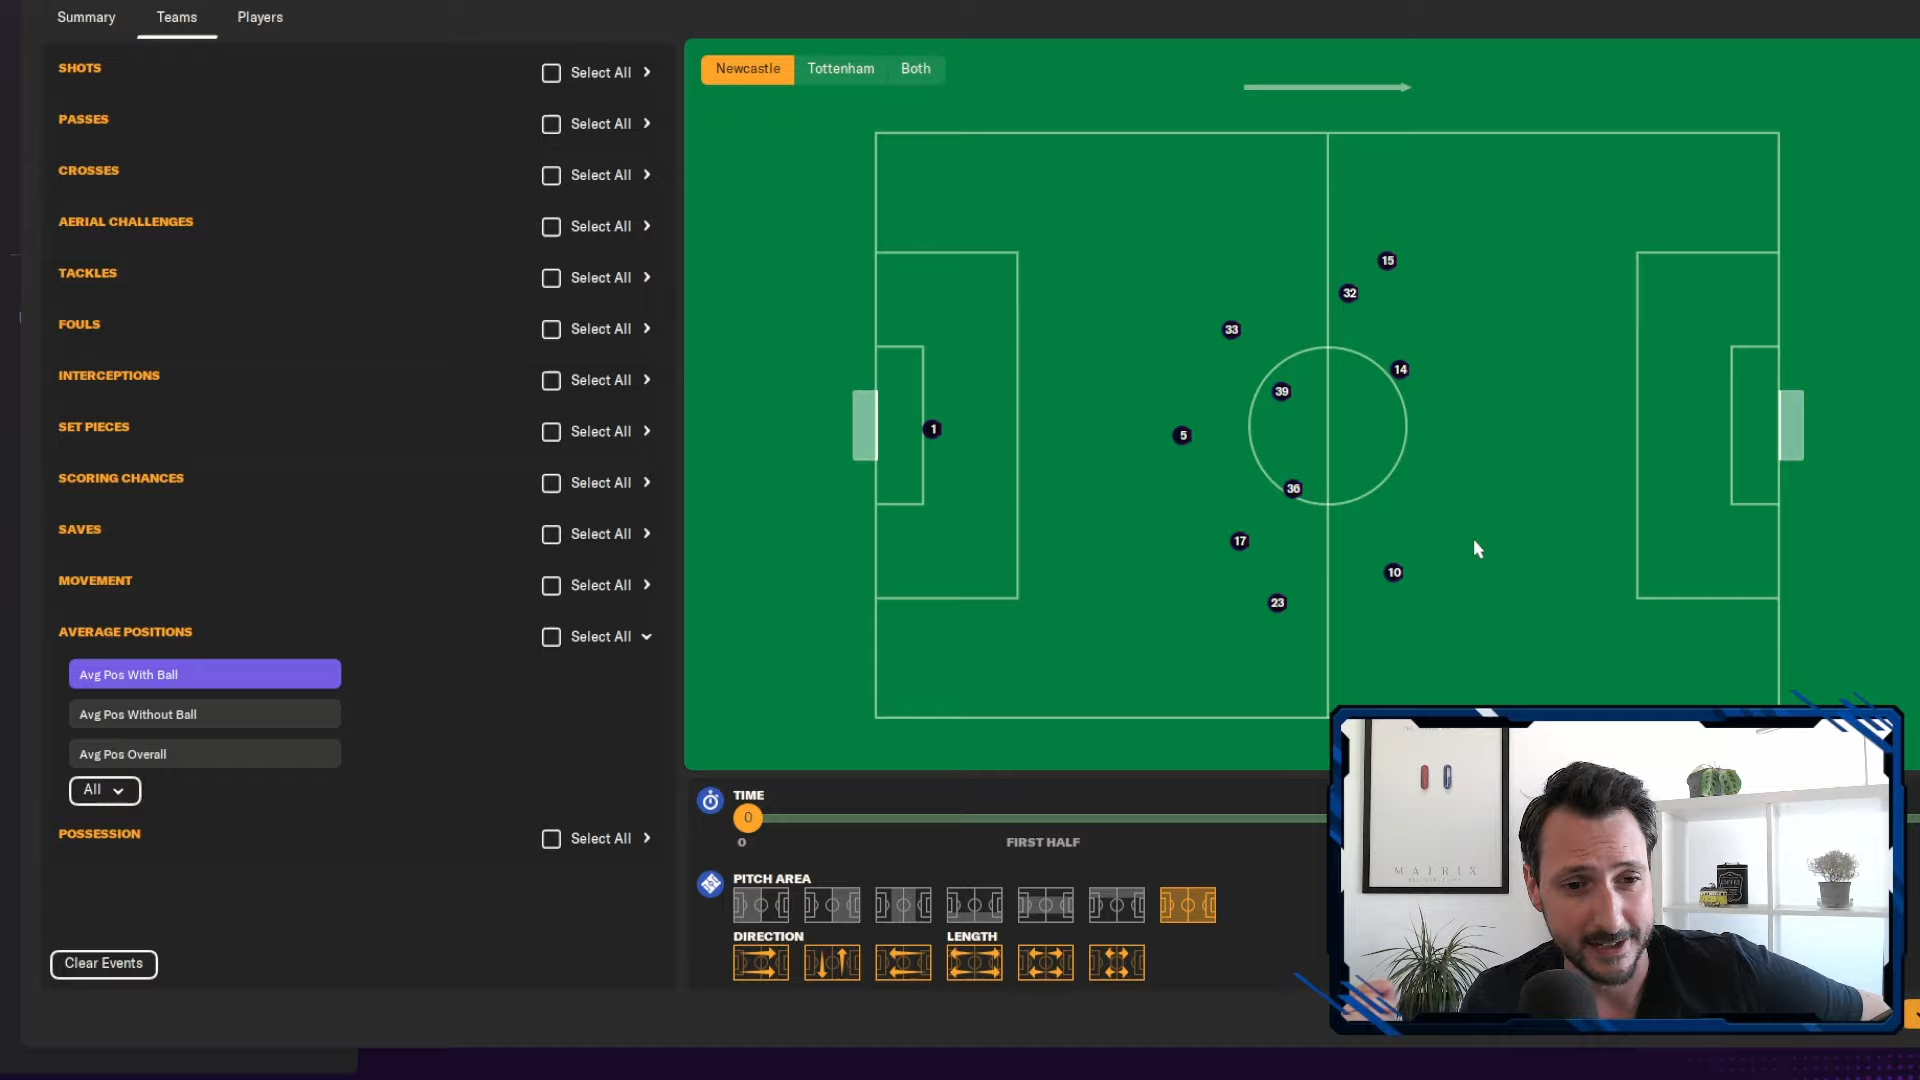 Summary Teams Players
SHOTS Select All
PASSES Select All
CROSSES Select All
AERIAL CHALLENGES Select All
TACKLES Select All
FOULS Select All
INTERCEPTIONS Select All
SET PIECES Select All
SCORING CHANCES Select All
SAVES Select All
MOVEMENT Select All
AVERAGE POSITIONS Select All
Avg Pos With Ball
Avg Pos Without Ball
Avg Pos Overall
All
POSSESSION Select All
Clear Events
Newcastle Tottenham Both
15
32
33
14
39
1
5
36
17
10
23
TIME
0
0 FIRST HALF
PITCH AREA
DIRECTION LENGTH
MATRIX
COFFEE